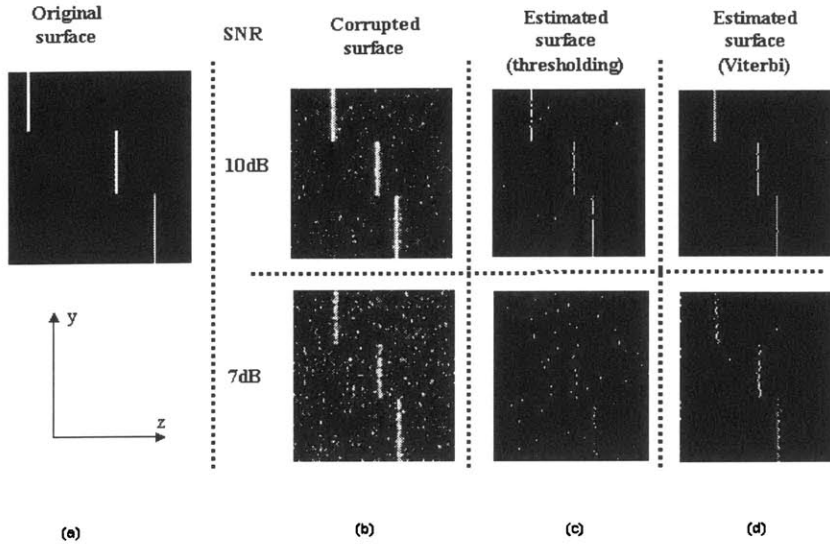 Original
surface
SNR
Corrupted
surface
Estimated
surface
(thresholding)
Estimated
surface
(Viterbi)
10dB
7dB
y
z
(a)
(b)
(c)
(d)